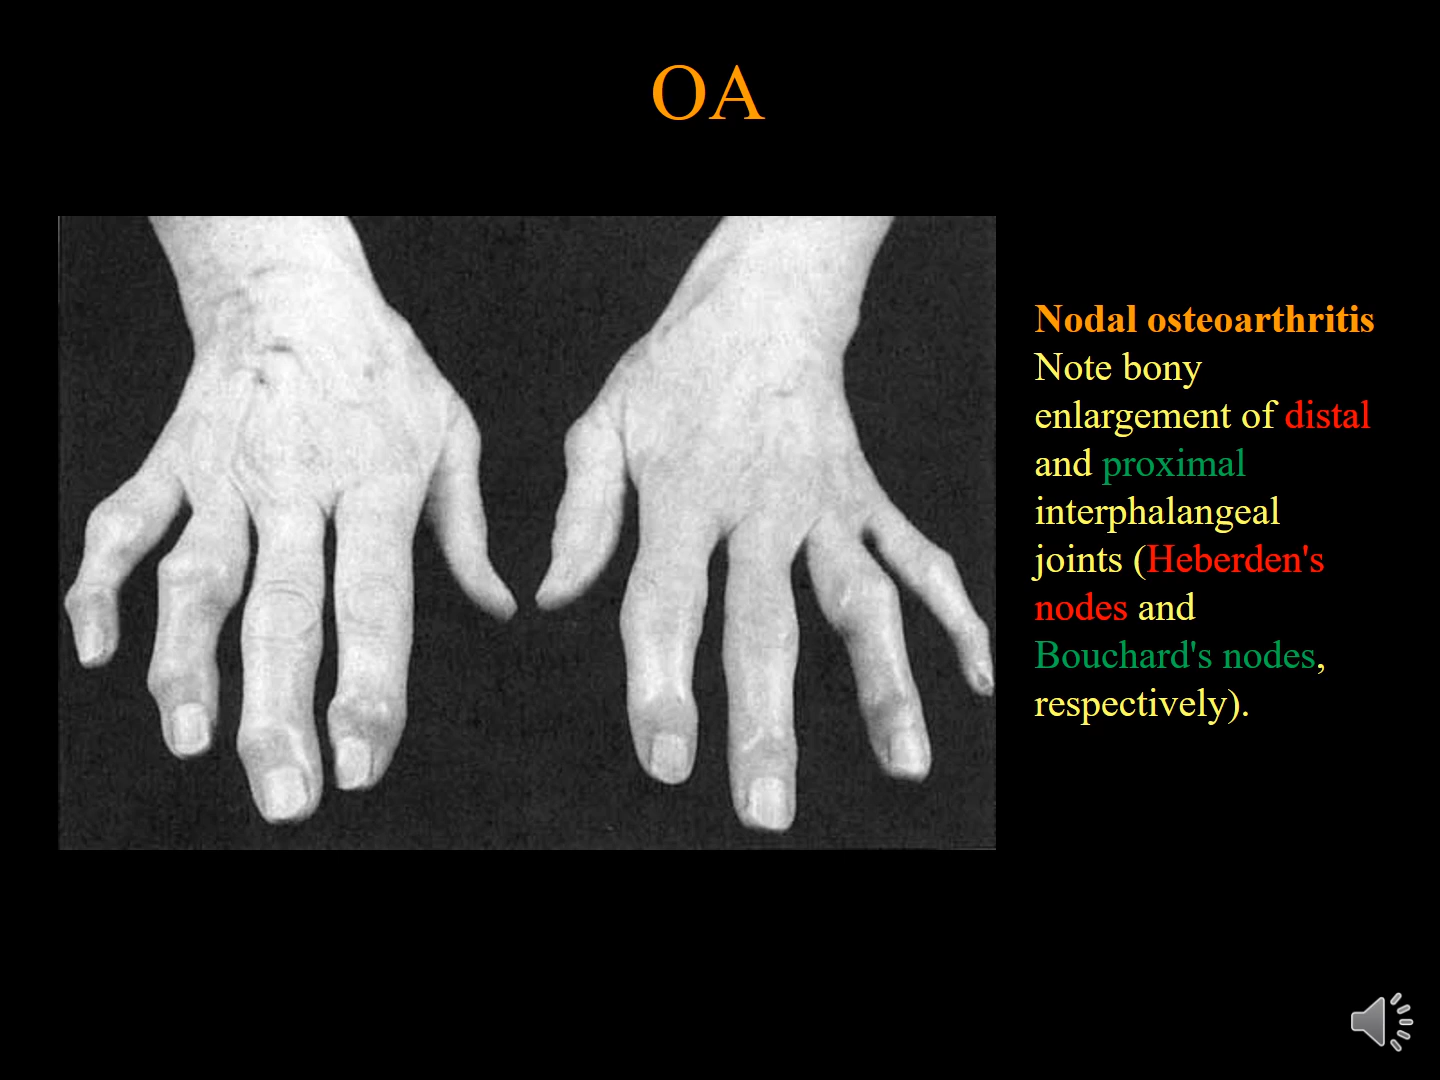 OA
Nodal osteoarthritis
Note bony
enlargement of distal
and proximal
interphalangeal
joints (Heberden's
nodes and
Bouchard's nodes,
respectively).